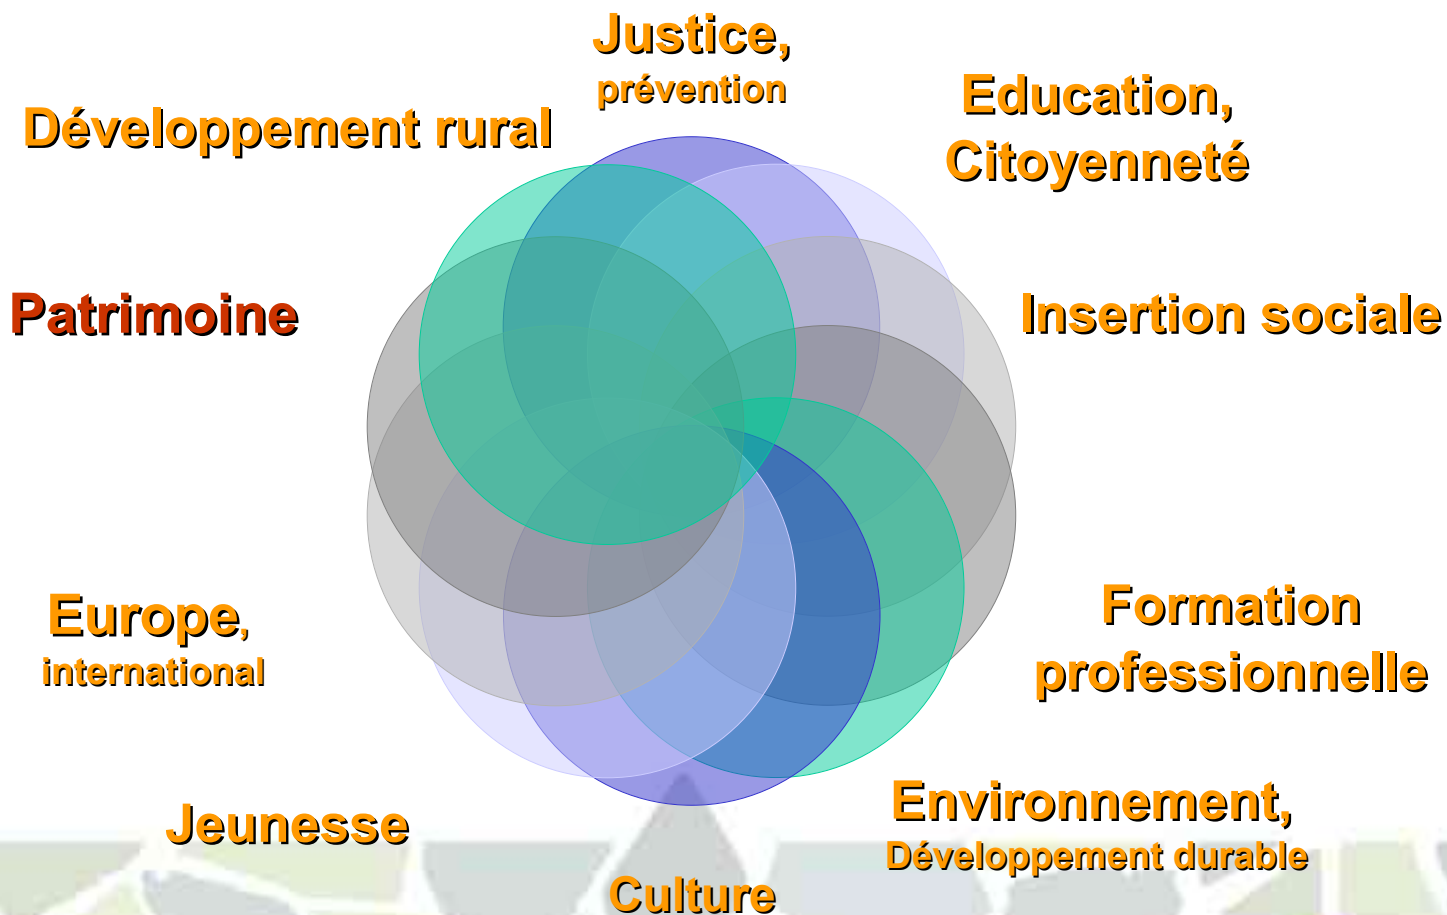 Justice,
prévention
Education,
Citoyenneté
Développement rural
Patrimoine
Insertion sociale
Europe,
international
Formation
professionnelle
Jeunesse
Environnement,
Développement durable
Culture